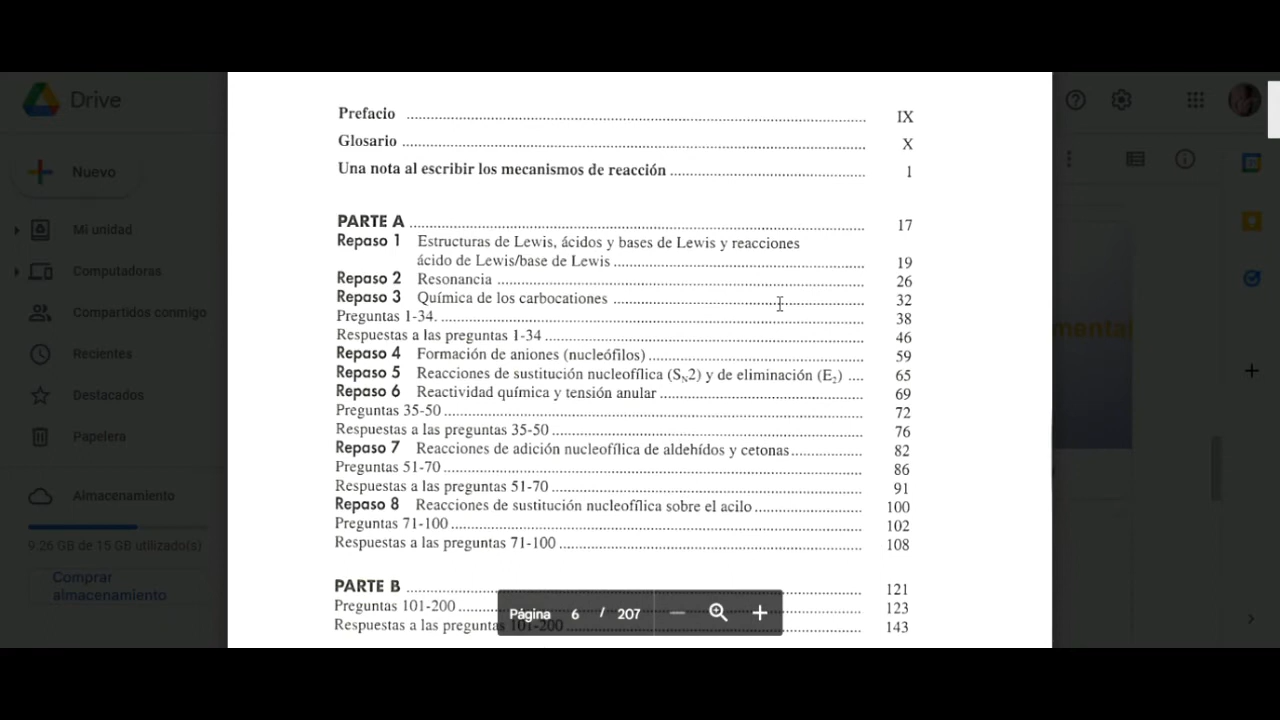 Drive
Nuevo
Mi unidad
Computadoras
Compartidos conmigo
Recientes
Destacados
Papelera
Almacenamiento
9.26 GB de 15 GB utilizado(s)
Comprar
almacenamiento
Prefacio ........ IX
Glosario ........ X
Una nota al escribir los mecanismos de reacción ........ 1
PARTE A ........ 17
Repaso 1 Estructuras de Lewis, ácidos y bases de Lewis y reacciones
ácido de Lewis/base de Lewis ........ 19
Repaso 2 Resonancia ........ 26
Repaso 3 Química de los carbocationes ........ 32
Preguntas 1-34. ........ 38
Respuestas a las preguntas 1-34 ........ 46
Repaso 4 Formación de aniones (nucleófilos) ........ 59
Repaso 5 Reacciones de sustitución nucleofílica (SN2) y de eliminación (E2) .... 65
Repaso 6 Reactividad química y tensión anular ........ 69
Preguntas 35-50 ........ 72
Respuestas a las preguntas 35-50 ........ 76
Repaso 7 Reacciones de adición nucleofílica de aldehídos y cetonas ........ 82
Preguntas 51-70 ........ 86
Respuestas a las preguntas 51-70 ........ 91
Repaso 8 Reacciones de sustitución nucleofílica sobre el acilo ........ 100
Preguntas 71-100 ........ 102
Respuestas a las preguntas 71-100 ........ 108
PARTE B ........ 121
Preguntas 101-200 ........ 123
Respuestas a las preguntas 101-200 ........ 143
Página 6 / 207